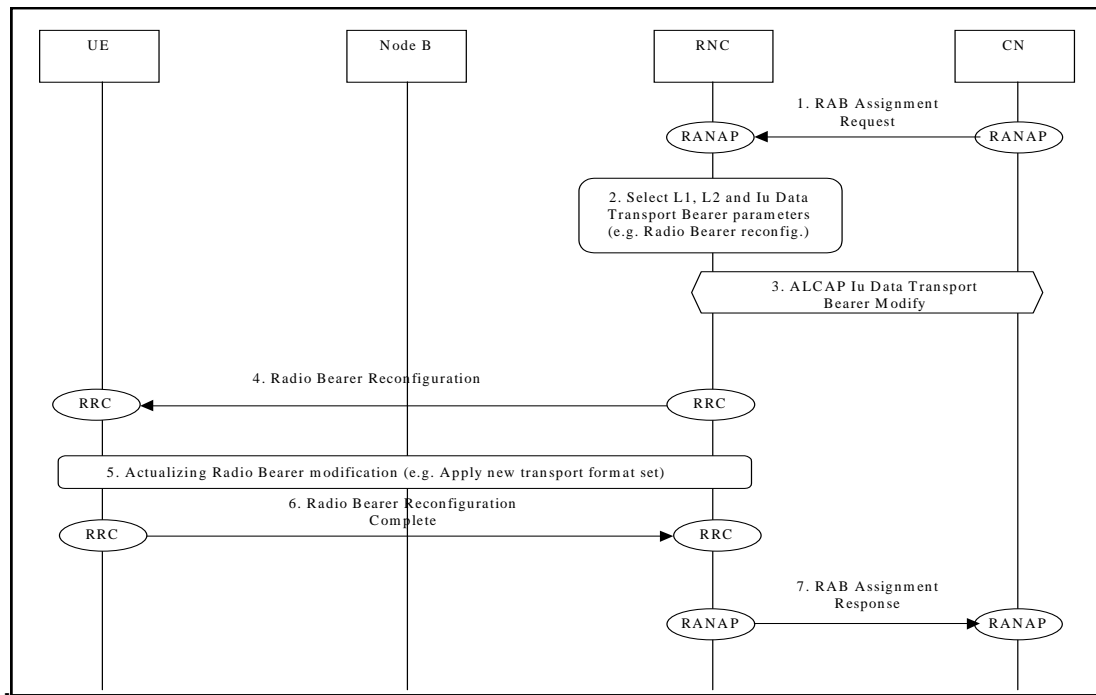 UE
Node B
RNC
CN
1. RAB Assignment
Request
RANAP
RANAP
2. Select L1, L2 and Iu Data
Transport Bearer parameters
(e.g. Radio Bearer reconfig.)
3. ALCAP Iu Data Transport
Bearer Modify
4. Radio Bearer Reconfiguration
RRC
RRC
5. Actualizing Radio Bearer modification (e.g. Apply new transport format set)
6. Radio Bearer Reconfiguration
Complete
RRC
RRC
7. RAB Assignment
Response
RANAP
RANAP